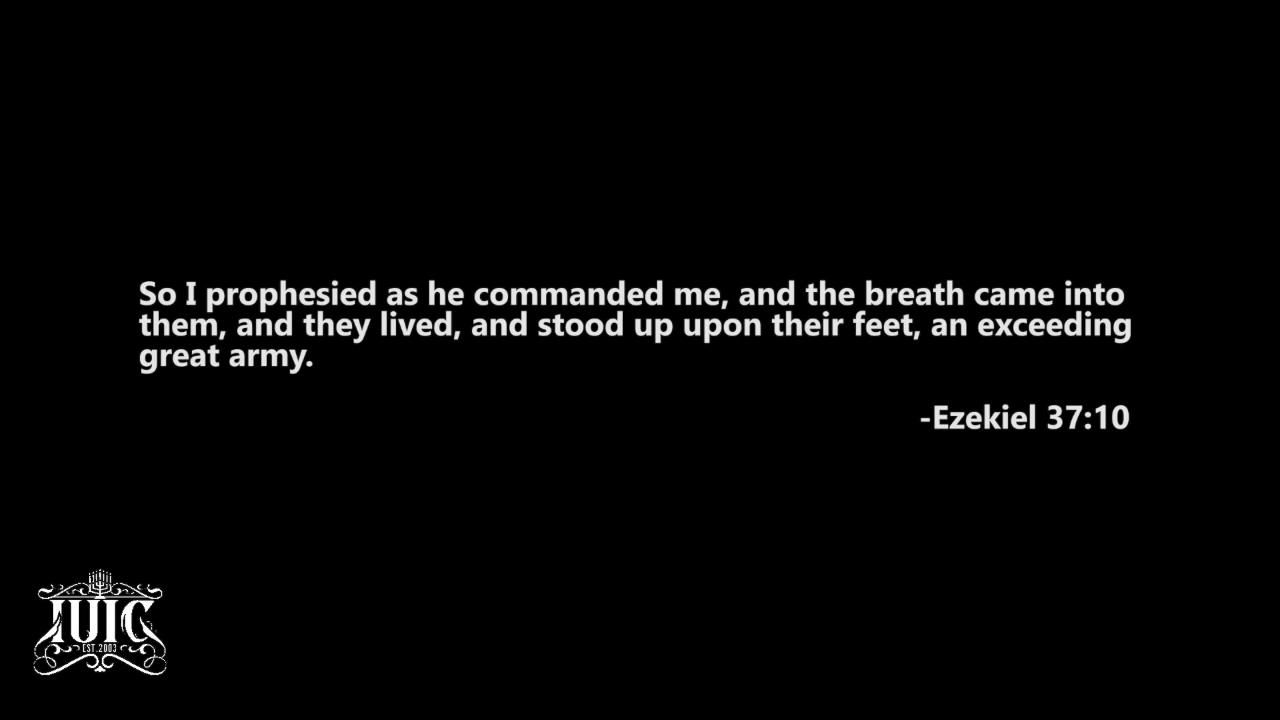 So I prophesied as he commanded me, and the breath came into
them, and they lived, and stood up upon their feet, an exceeding
great army.
-Ezekiel 37:10
IUIC
EST.2003